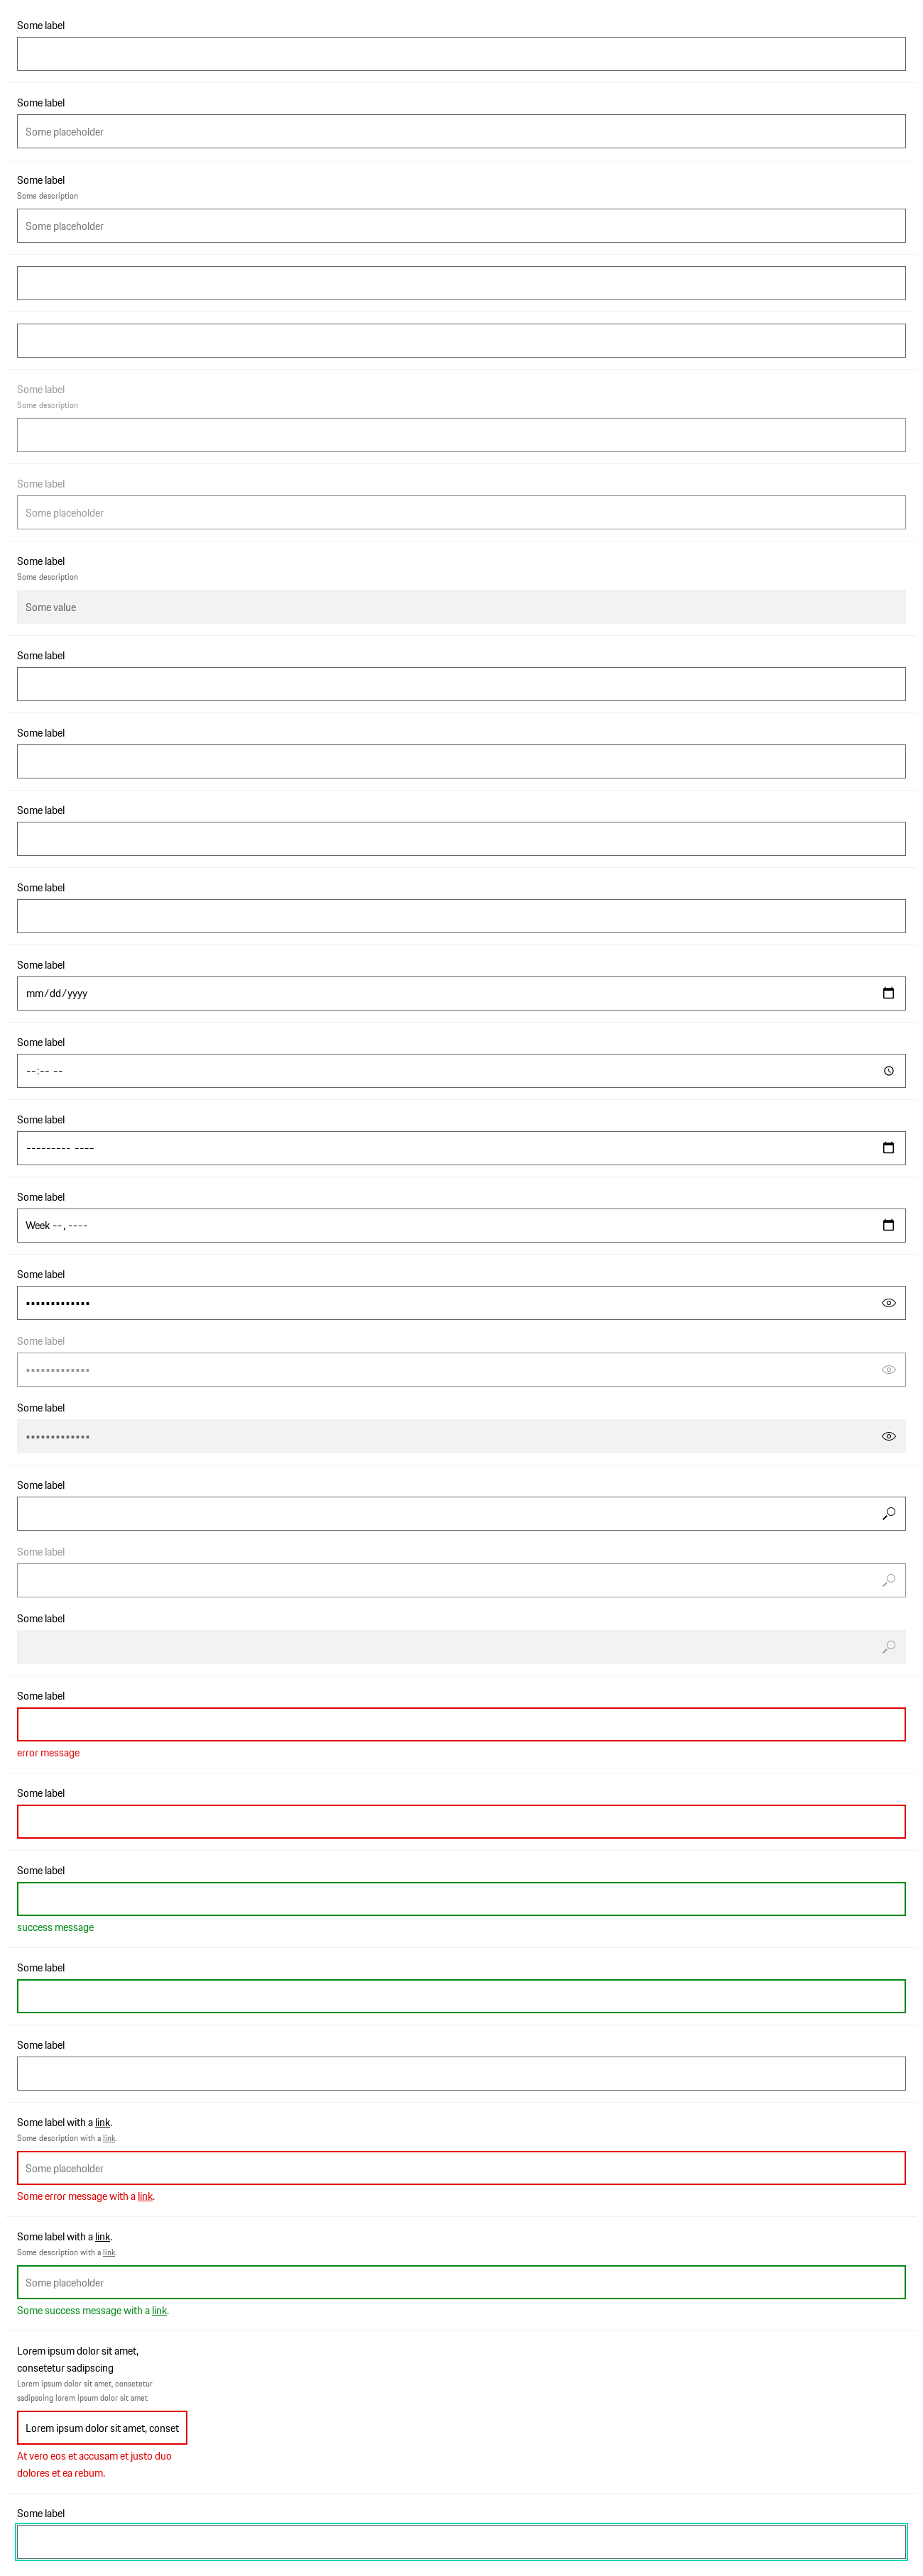 Some label
Some label
Some placeholder
Some label
Some description
Some placeholder
Some label
Some description
Some label
Some placeholder
Some label
Some description
Some value
Some label
Some label
Some label
Some label
Some label
mm/dd/yyyy
Some label
--:-- --
Some label
--------- ----
Some label
Week --, ----
Some label
Some label
Some label
Some label
Some label
Some label
Some label
error message
Some label
Some label
success message
Some label
Some label
Some label with a link.
Some description with a link.
Some placeholder
Some error message with a link.
Some label with a link.
Some description with a link.
Some placeholder
Some success message with a link.
Lorem ipsum dolor sit amet,
consetetur sadipscing
Lorem ipsum dolor sit amet, consetetur
sadipscing lorem ipsum dolor sit amet
Lorem ipsum dolor sit amet, conset
At vero eos et accusam et justo duo
dolores et ea rebum.
Some label